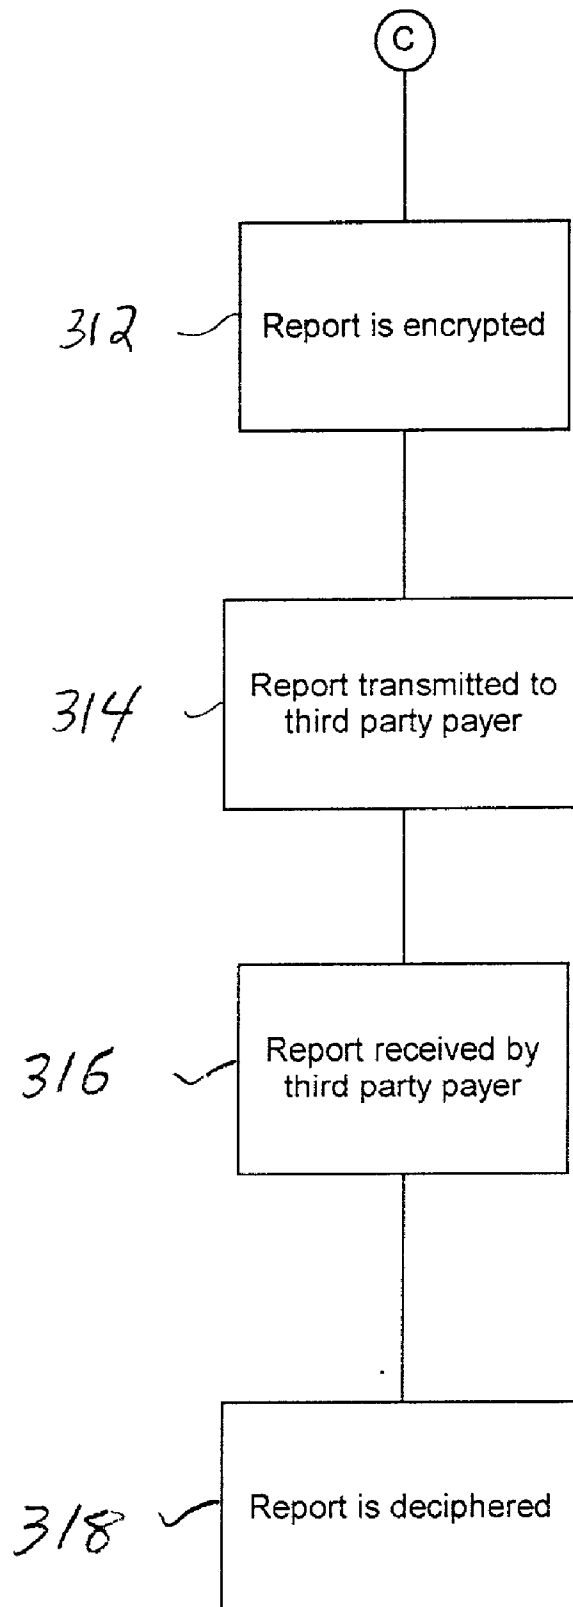 C
312
Report is encrypted
314
Report transmitted to
third party payer
316
Report received by
third party payer
318
Report is deciphered